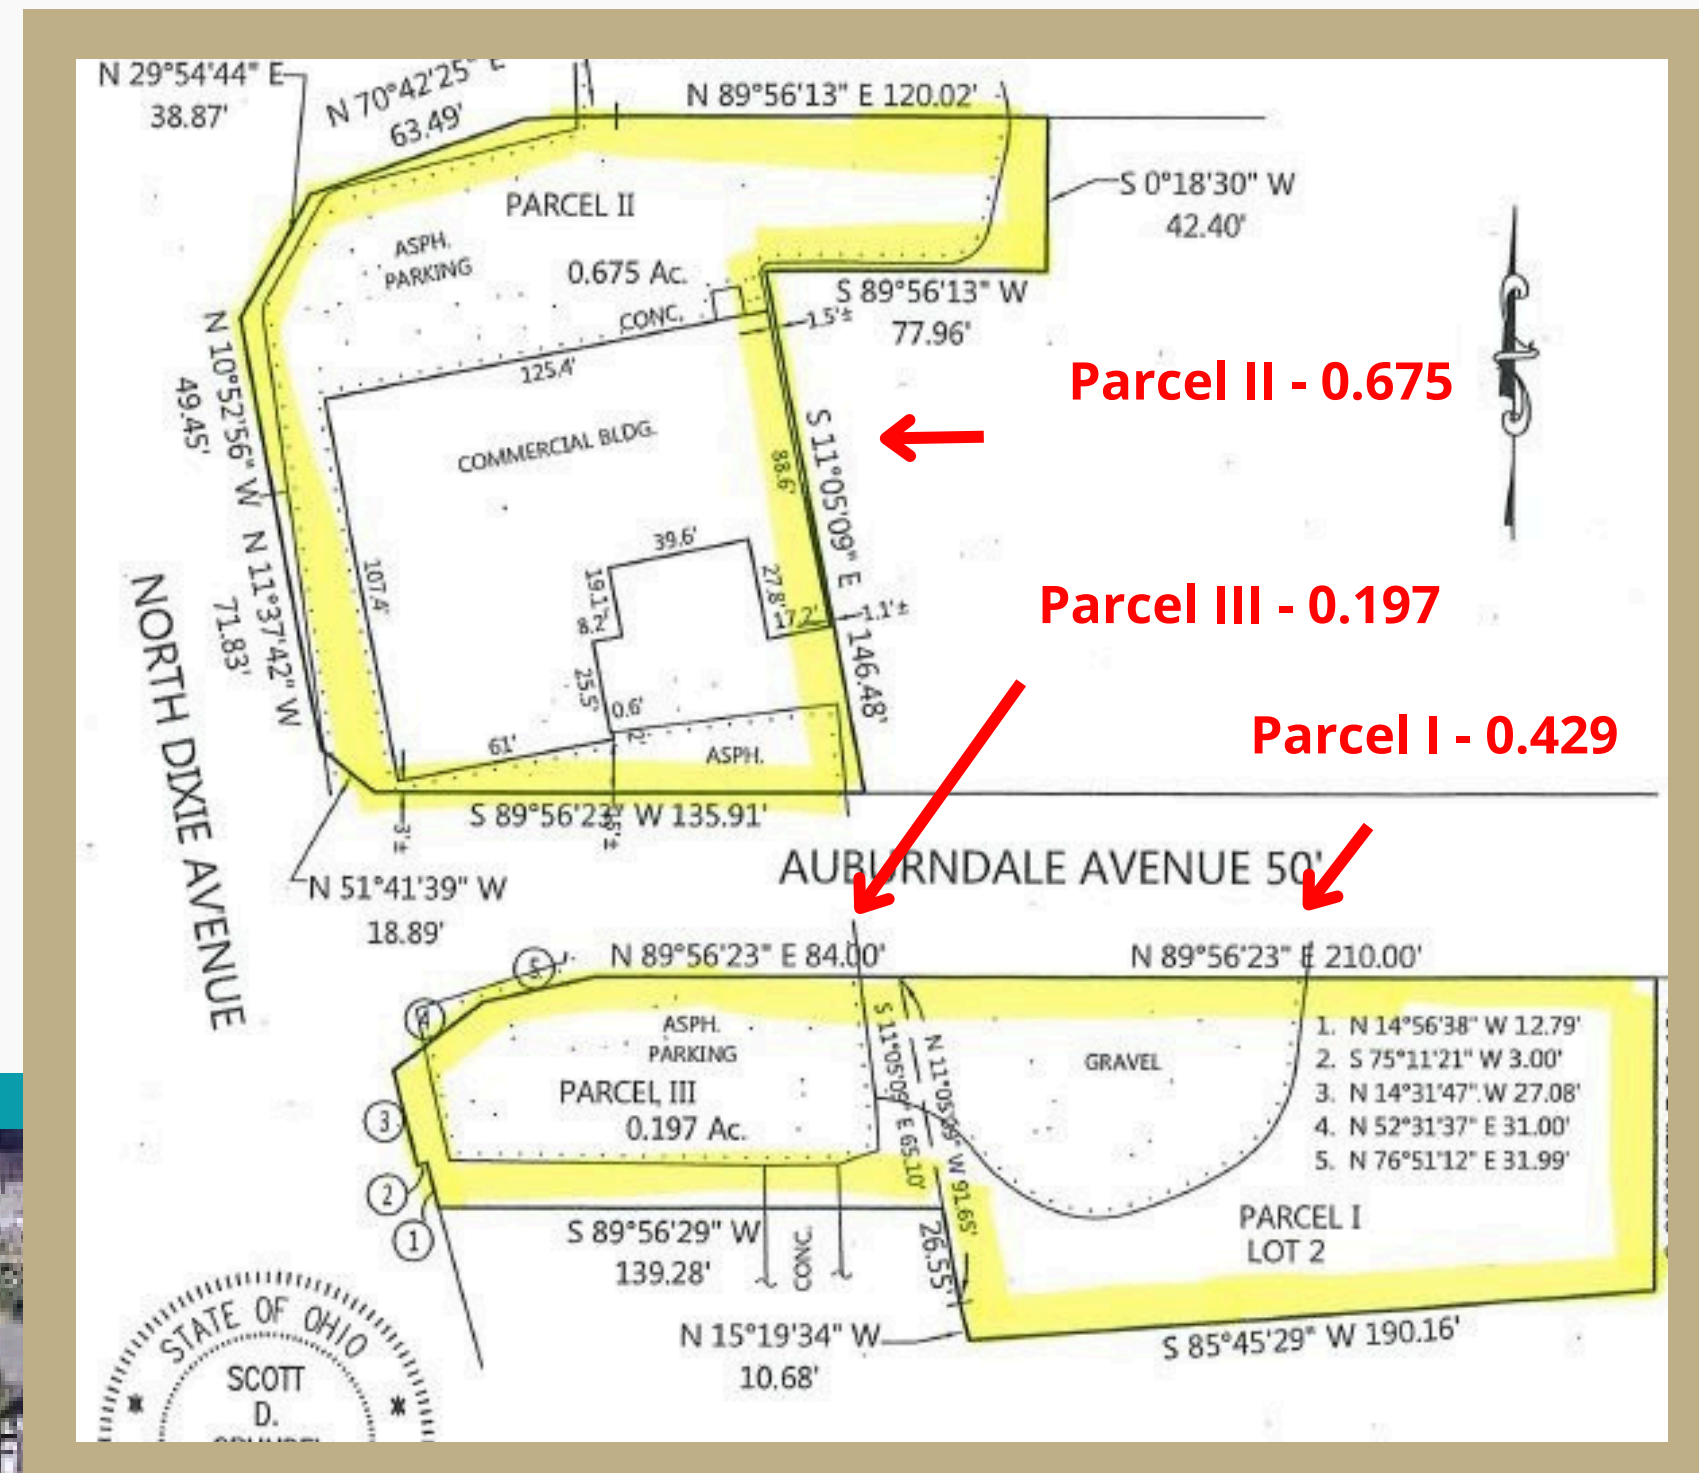 N 29°54'44" E
38.87'
N 70°42'25" E
63.49'
N 89°56'13" E 120.02'
S 0°18'30" W
42.40'
PARCEL II
ASPH.
PARKING
0.675 Ac.
CONC.
S 89°56'13" W
77.96'
1.5'±
125.4'
N 10°52'56" W
49.45'
COMMERCIAL BLDG.
88.6'
S 11°05'09" E 146.48'
Parcel II - 0.675
39.6'
19.1'
8.2'
27.8'
17.2'
1.1'±
107.4'
25.5'
0.6'
2'
61'
ASPH.
N 11°37'42" W
71.83'
Parcel III - 0.197
Parcel I - 0.429
NORTH DIXIE AVENUE
S 89°56'23" W 135.91'
3'±
N 51°41'39" W
18.89'
AUBURNDALE AVENUE 50'
N 89°56'23" E 84.00'
N 89°56'23" E 210.00'
5
4
3
2
1
ASPH.
PARKING
PARCEL III
0.197 Ac.
S 11°05'09" E 65.10'
N 11°05'09" W 91.65'
GRAVEL
1. N 14°56'38" W 12.79'
2. S 75°11'21" W 3.00'
3. N 14°31'47" W 27.08'
4. N 52°31'37" E 31.00'
5. N 76°51'12" E 31.99'
PARCEL I
LOT 2
S 89°56'29" W
139.28'
CONC.
26.55'
N 15°19'34" W
10.68'
S 85°45'29" W 190.16'
STATE OF OHIO
SCOTT
D.